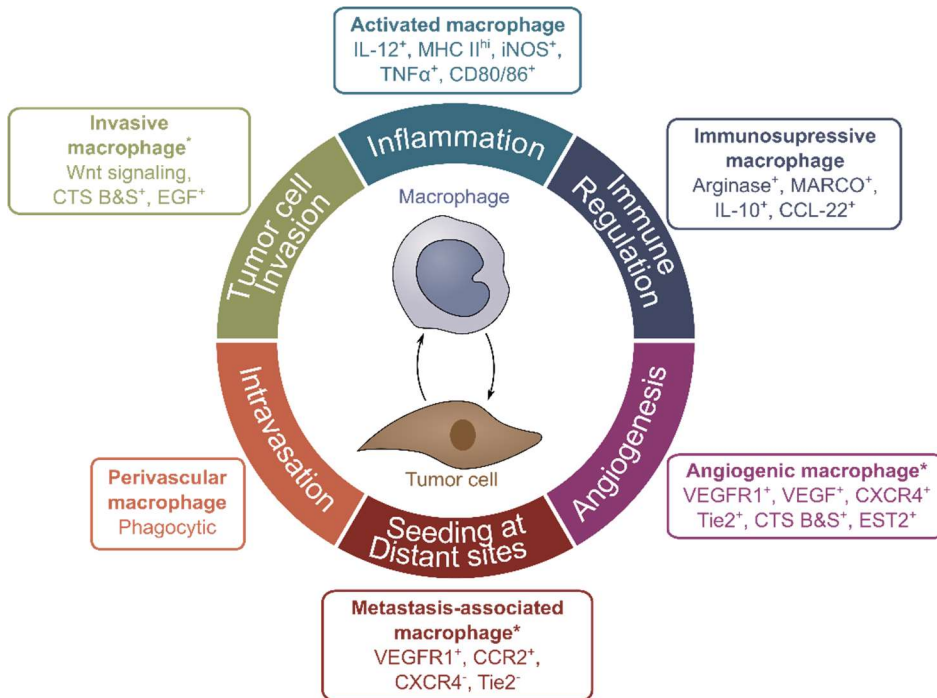 Activated macrophage
IL-12⁺, MHC IIʰⁱ, iNOS⁺,
TNFα⁺, CD80/86⁺
Invasive
macrophage*
Wnt signaling,
CTS B&S⁺, EGF⁺
Inflammation
Immunosupressive
macrophage
Arginase⁺, MARCO⁺,
IL-10⁺, CCL-22⁺
Tumor cell
Invasion
Immune
Regulation
Macrophage
Intravasation
Angiogenesis
Tumor cell
Perivascular
macrophage
Phagocytic
Angiogenic macrophage*
VEGFR1⁺, VEGF⁺, CXCR4⁺
Tie2⁺, CTS B&S⁺, EST2⁺
Seeding at
Distant sites
Metastasis-associated
macrophage*
VEGFR1⁺, CCR2⁺,
CXCR4⁻, Tie2⁻